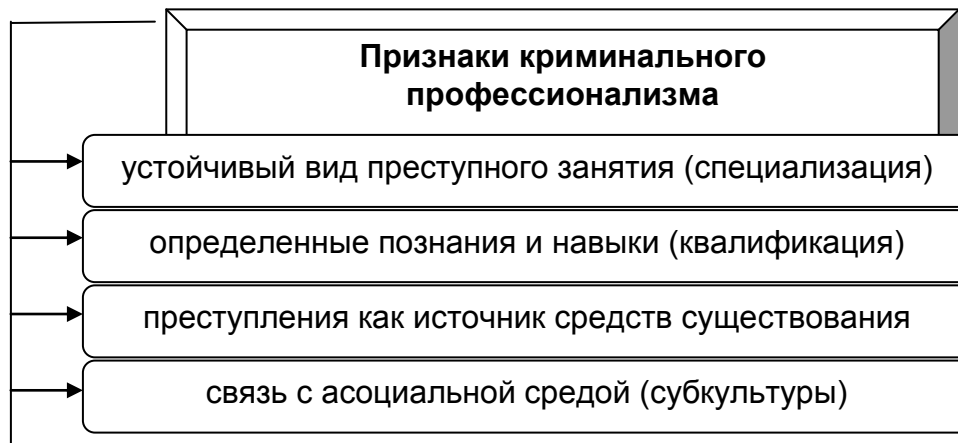 Признаки криминального
профессионализма
устойчивый вид преступного занятия (специализация)
определенные познания и навыки (квалификация)
преступления как источник средств существования
связь с асоциальной средой (субкультуры)